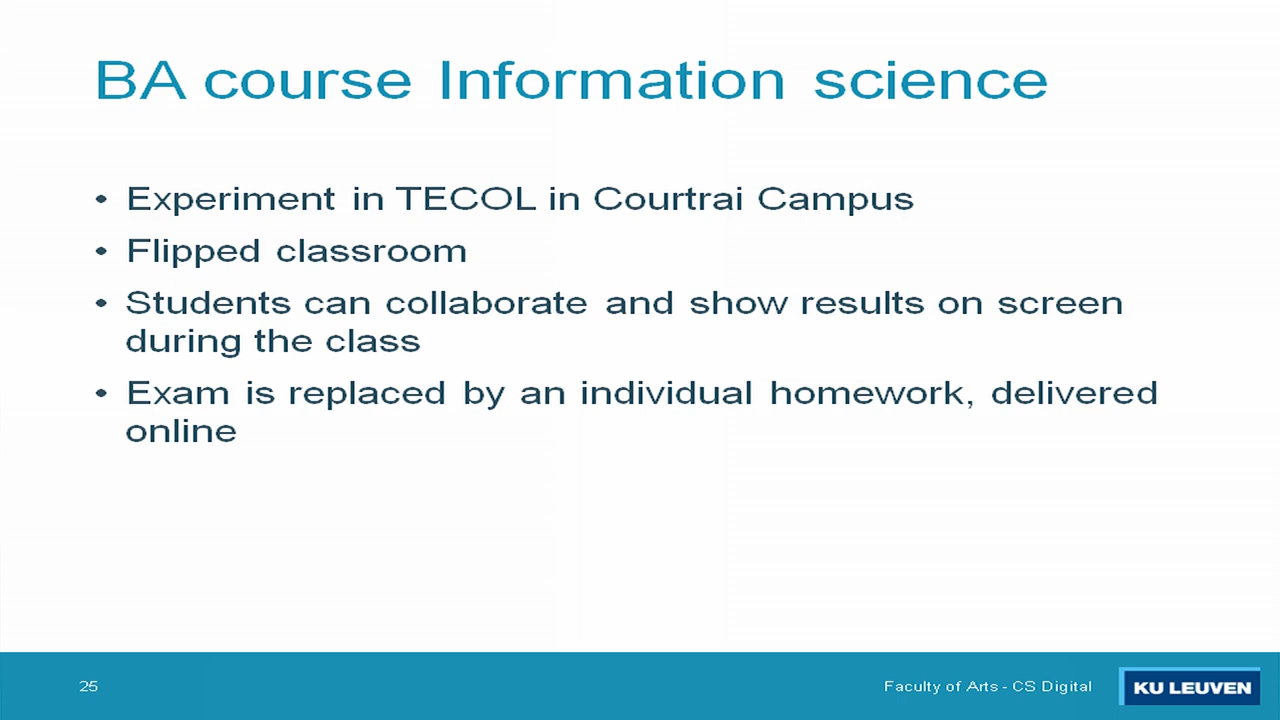 BA course Information science
• Experiment in TECOL in Courtrai Campus
• Flipped classroom
• Students can collaborate and show results on screen
during the class
• Exam is replaced by an individual homework, delivered
online
25
Faculty of Arts - CS Digital
KU LEUVEN